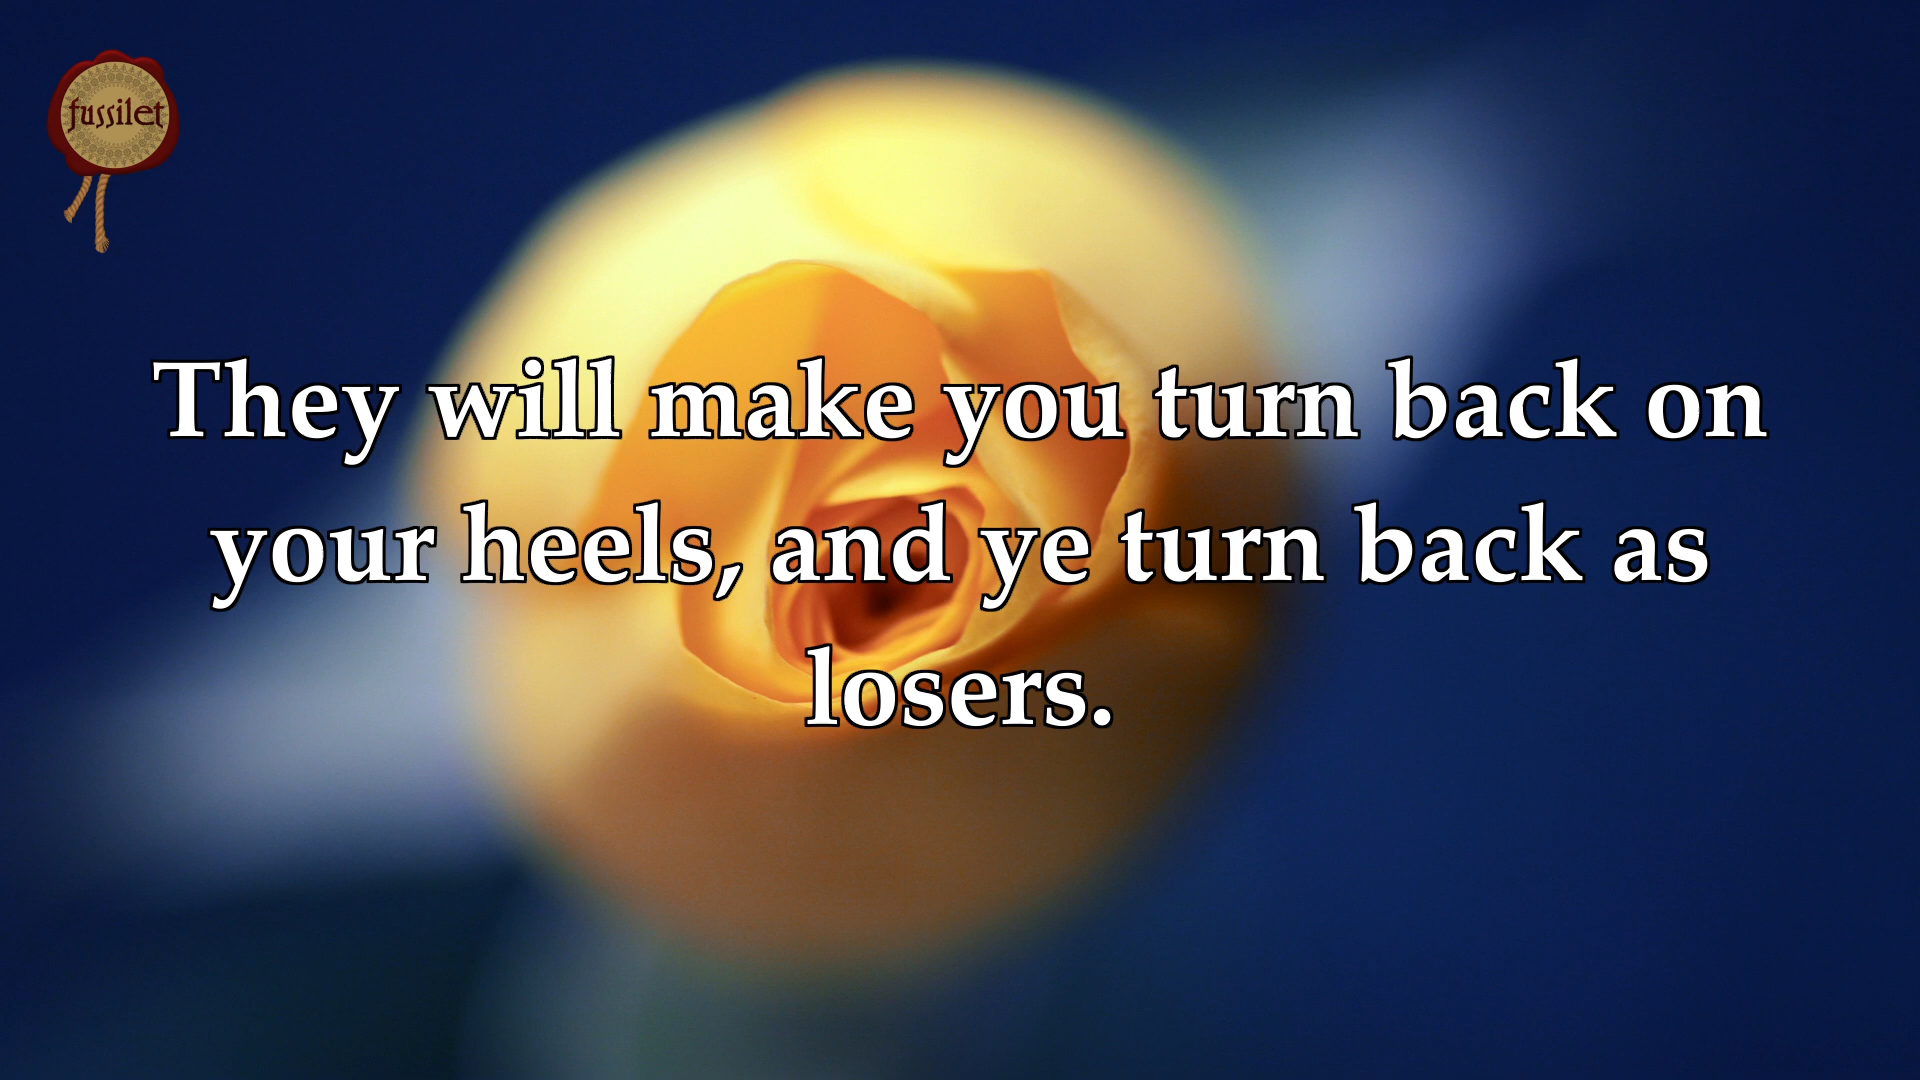 fussilet
They will make you turn back on
your heels, and ye turn back as
losers.